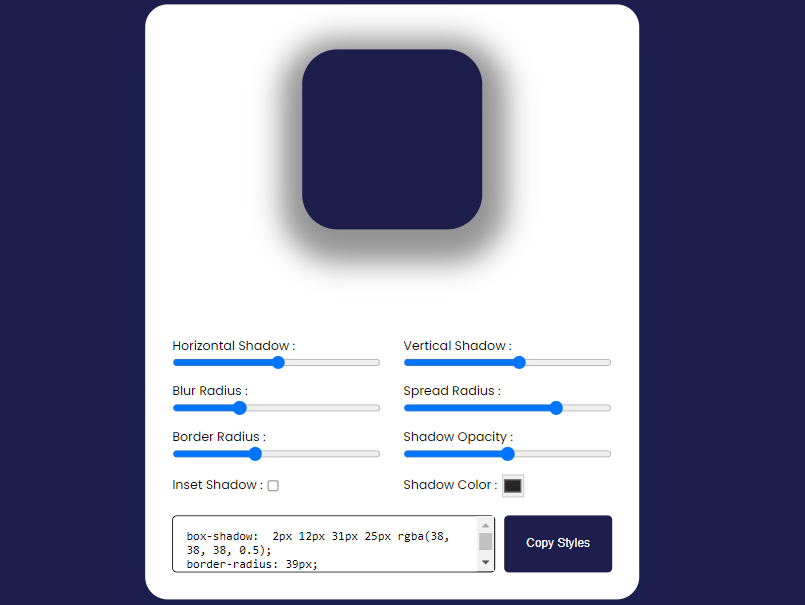 Horizontal Shadow : Vertical Shadow :
Blur Radius : Spread Radius :
Border Radius : Shadow Opacity :
Inset Shadow : Shadow Color :
box-shadow:  2px 12px 31px 25px rgba(38,
38, 38, 0.5);
border-radius: 39px;
Copy Styles